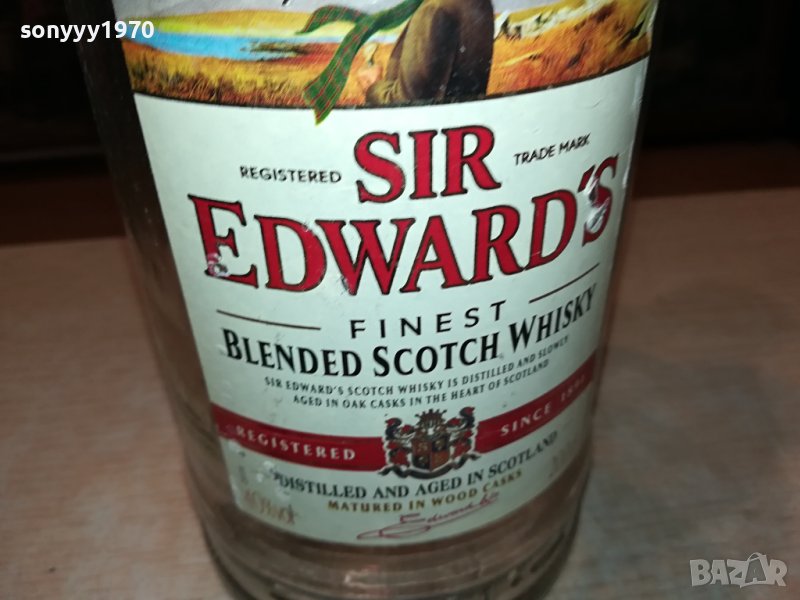 sonyyy1970
REGISTERED SIR TRADE MARK
EDWARD'S
FINEST
BLENDED SCOTCH WHISKY
SIR EDWARD'S SCOTCH WHISKY IS DISTILLED AND SLOWLY
AGED IN OAK CASKS IN THE HEART OF SCOTLAND
REGISTERED SINCE
DISTILLED AND AGED IN SCOTLAND
MATURED IN WOOD CASKS
40%vol
BAZAR